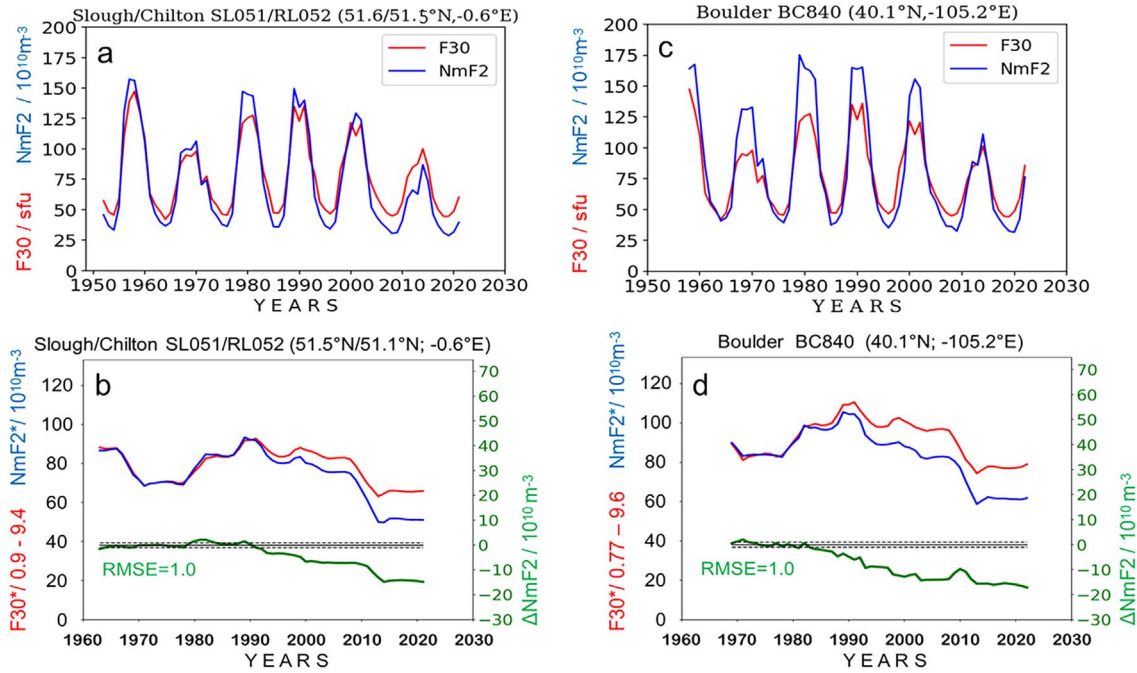 Slough/Chilton SL051/RL052 (51.6/51.5°N,-0.6°E)
a
F30
NmF2
F30 / sfu NmF2 / 10¹⁰m⁻³
200
175
150
125
100
75
50
25
0
1950 1960 1970 1980 1990 2000 2010 2020 2030
YEARS
Boulder BC840 (40.1°N,-105.2°E)
c
F30
NmF2
F30 / sfu NmF2 / 10¹⁰m⁻³
200
175
150
125
100
75
50
25
0
1950 1960 1970 1980 1990 2000 2010 2020 2030
YEARS
Slough/Chilton SL051/RL052 (51.5°N/51.1°N; -0.6°E)
b
F30*/ 0.9 - 9.4 NmF2*/ 10¹⁰m⁻³
120
100
80
60
40
20
0
RMSE=1.0
70
60
50
40
30
20
10
0
−10
−20
−30
ΔNmF2 / 10¹⁰ m⁻³
1960 1970 1980 1990 2000 2010 2020 2030
YEARS
Boulder BC840 (40.1°N; -105.2°E)
d
F30*/ 0.77 – 9.6 NmF2*/ 10¹⁰m⁻³
120
100
80
60
40
20
0
RMSE=1.0
70
60
50
40
30
20
10
0
−10
−20
−30
ΔNmF2 / 10¹⁰ m⁻³
1960 1970 1980 1990 2000 2010 2020 2030
YEARS